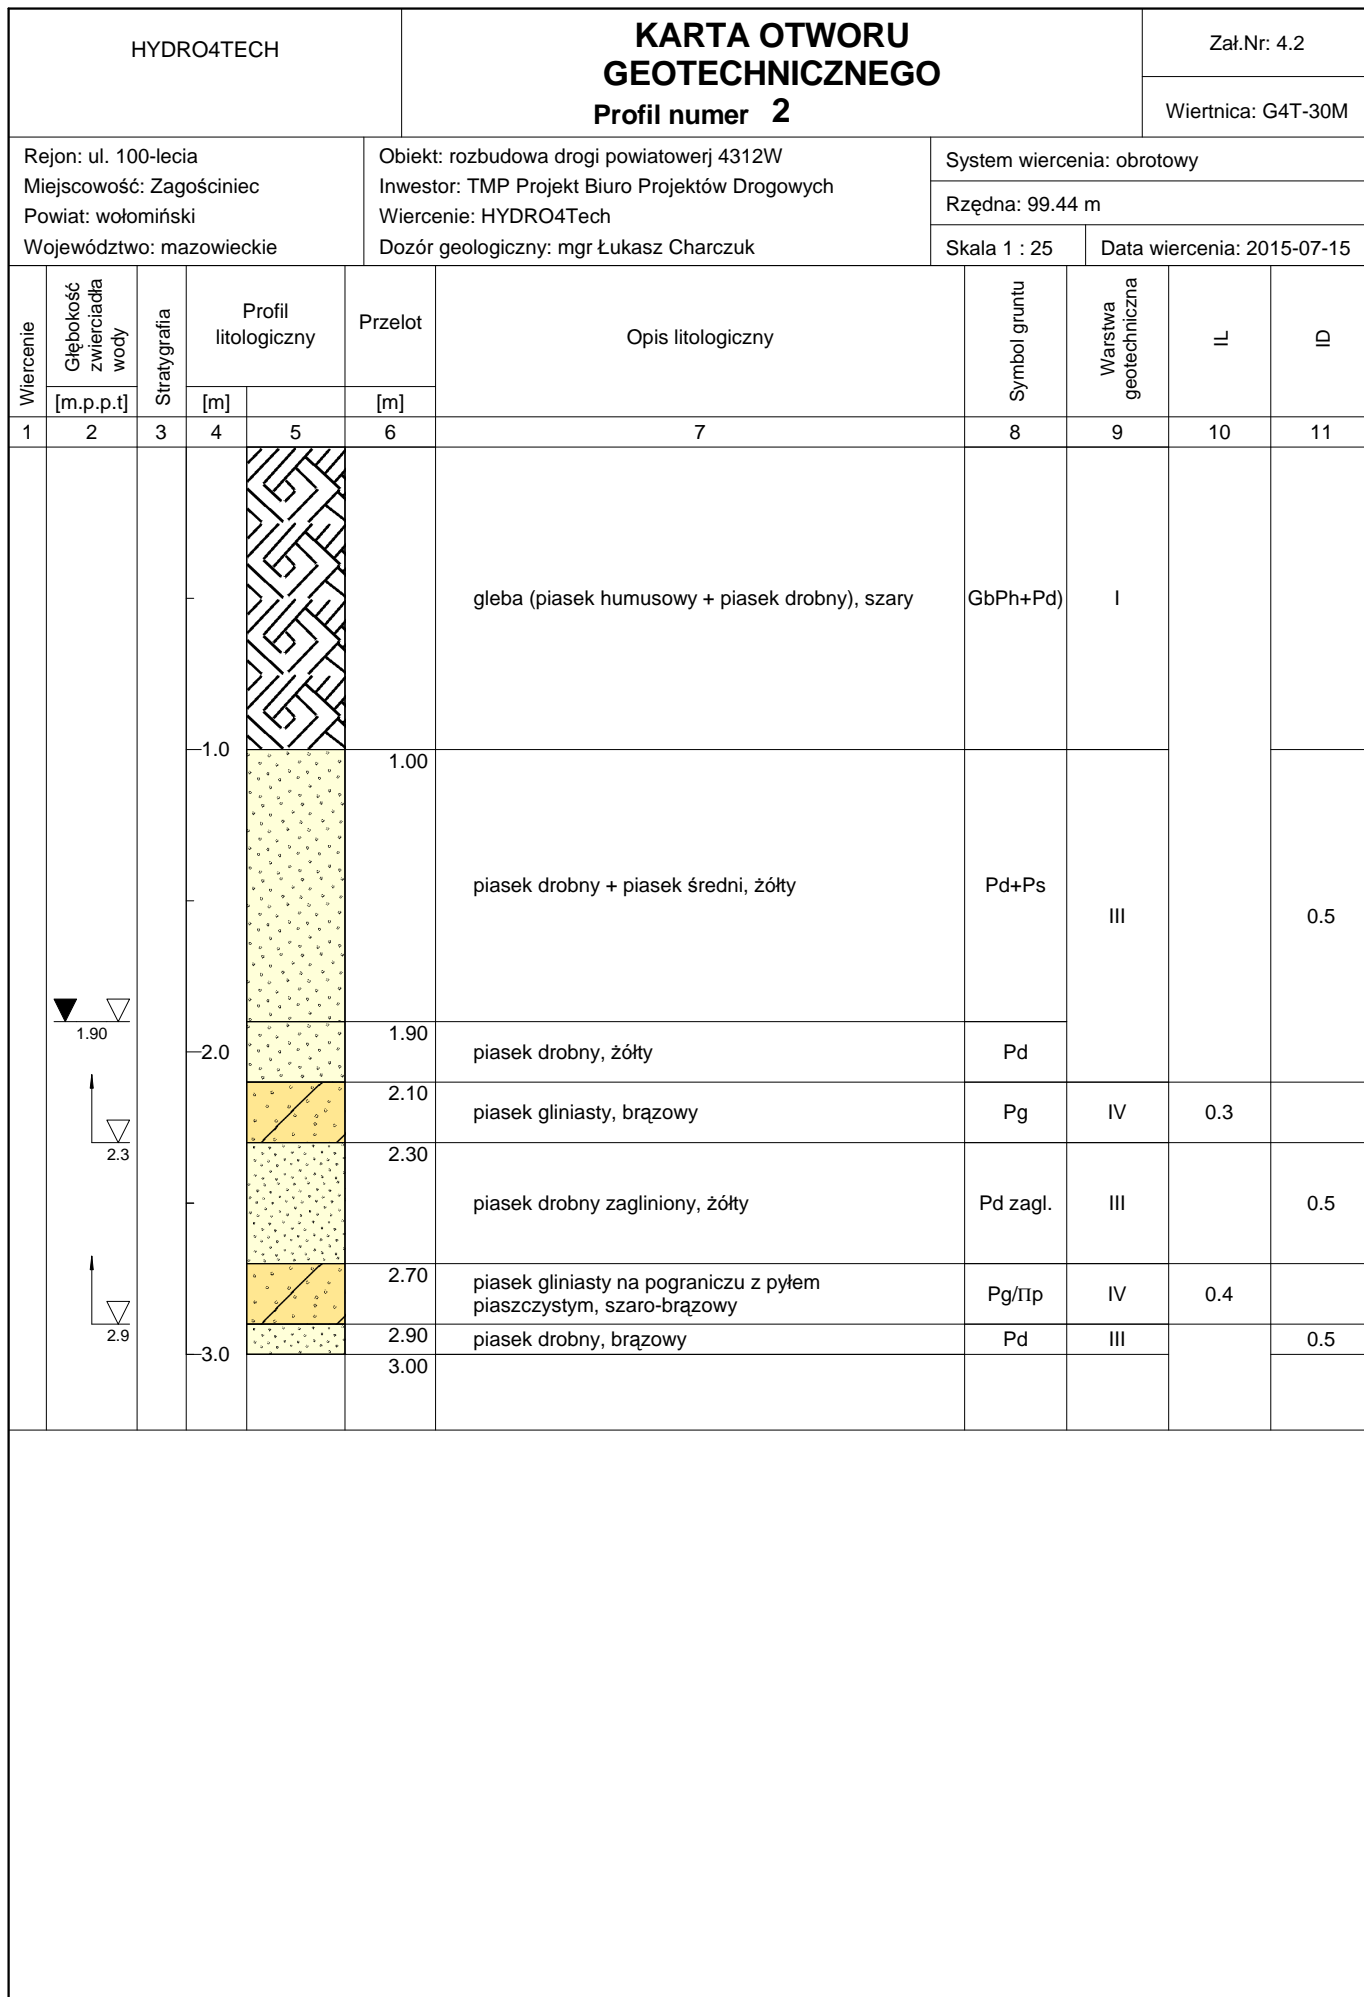 HYDRO4TECH
KARTA OTWORU
GEOTECHNICZNEGO
Profil numer 2
Zał.Nr: 4.2
Wiertnica: G4T-30M
Rejon: ul. 100-lecia
Miejscowość: Zagościniec
Powiat: wołomiński
Województwo: mazowieckie
Obiekt: rozbudowa drogi powiatowerj 4312W
Inwestor: TMP Projekt Biuro Projektów Drogowych
Wiercenie: HYDRO4Tech
Dozór geologiczny: mgr Łukasz Charczuk
System wiercenia: obrotowy
Rzędna: 99.44 m
Skala 1 : 25
Data wiercenia: 2015-07-15
Wiercenie
Głębokość
zwierciadła
wody
[m.p.p.t]
Stratygrafia
Profil
litologiczny
[m]
Przelot
[m]
Opis litologiczny
Symbol gruntu
Warstwa
geotechniczna
IL
ID
1 2 3 4 5 6 7 8 9 10 11
gleba (piasek humusowy + piasek drobny), szary GbPh+Pd) I
1.0
1.00
piasek drobny + piasek średni, żółty Pd+Ps
III 0.5
1.90
1.90
2.0
piasek drobny, żółty Pd
2.10
piasek gliniasty, brązowy Pg IV 0.3
2.3
2.30
piasek drobny zagliniony, żółty Pd zagl. III 0.5
2.70
piasek gliniasty na pograniczu z pyłem
piaszczystym, szaro-brązowy
Pg/Πp IV 0.4
2.9
2.90
piasek drobny, brązowy Pd III 0.5
3.0
3.00